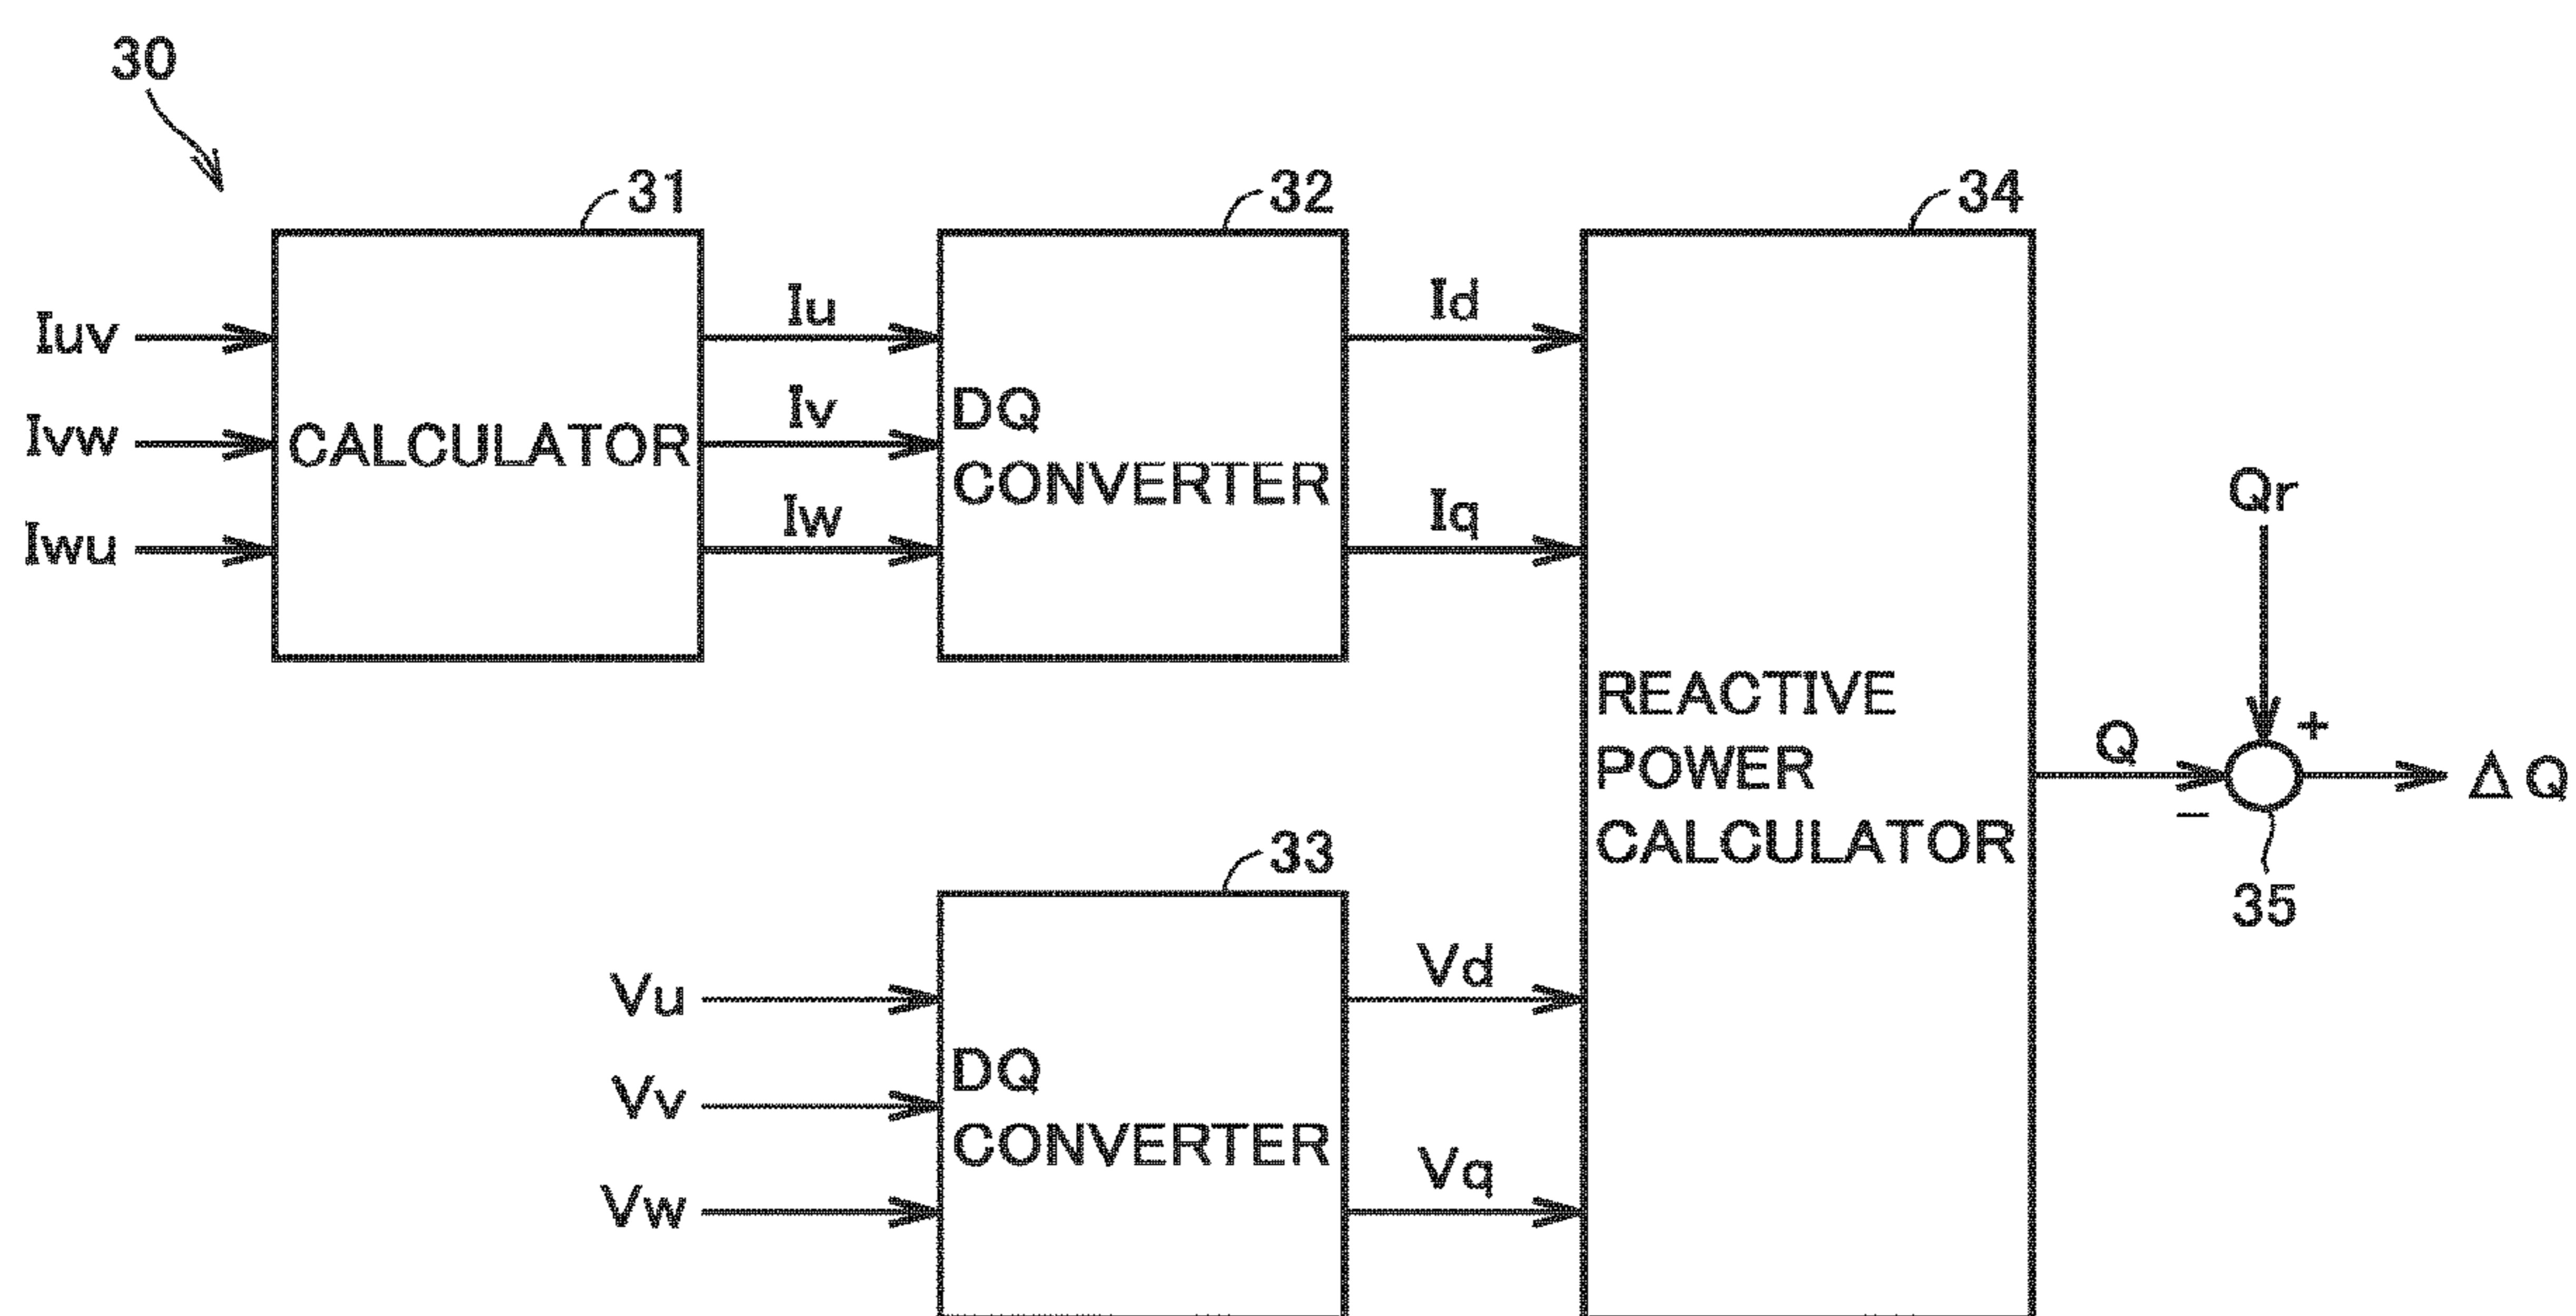 30
31
32
34
Iuv
Ivw
Iwu
CALCULATOR
Iu
Iv
Iw
DQ
CONVERTER
Id
Iq
REACTIVE
POWER
CALCULATOR
Qr
+
Q
−
ΔQ
35
33
Vu
Vv
Vw
DQ
CONVERTER
Vd
Vq